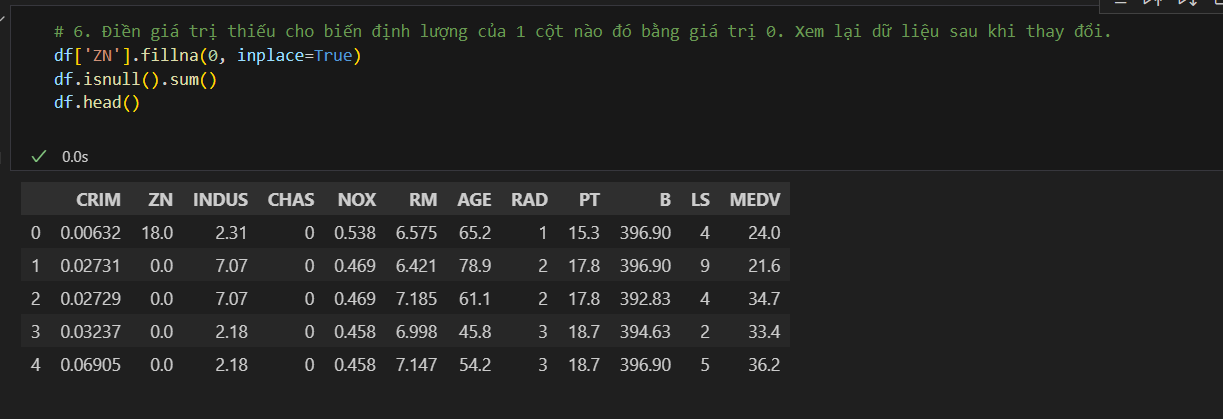 # 6. Điền giá trị thiếu cho biến định lượng của 1 cột nào đó bằng giá trị 0. Xem lại dữ liệu sau khi thay đổi.
df['ZN'].fillna(0, inplace=True)
df.isnull().sum()
df.head()
0.0s
CRIM ZN INDUS CHAS NOX RM AGE RAD PT B LS MEDV
0 0.00632 18.0 2.31 0 0.538 6.575 65.2 1 15.3 396.90 4 24.0
1 0.02731 0.0 7.07 0 0.469 6.421 78.9 2 17.8 396.90 9 21.6
2 0.02729 0.0 7.07 0 0.469 7.185 61.1 2 17.8 392.83 4 34.7
3 0.03237 0.0 2.18 0 0.458 6.998 45.8 3 18.7 394.63 2 33.4
4 0.06905 0.0 2.18 0 0.458 7.147 54.2 3 18.7 396.90 5 36.2